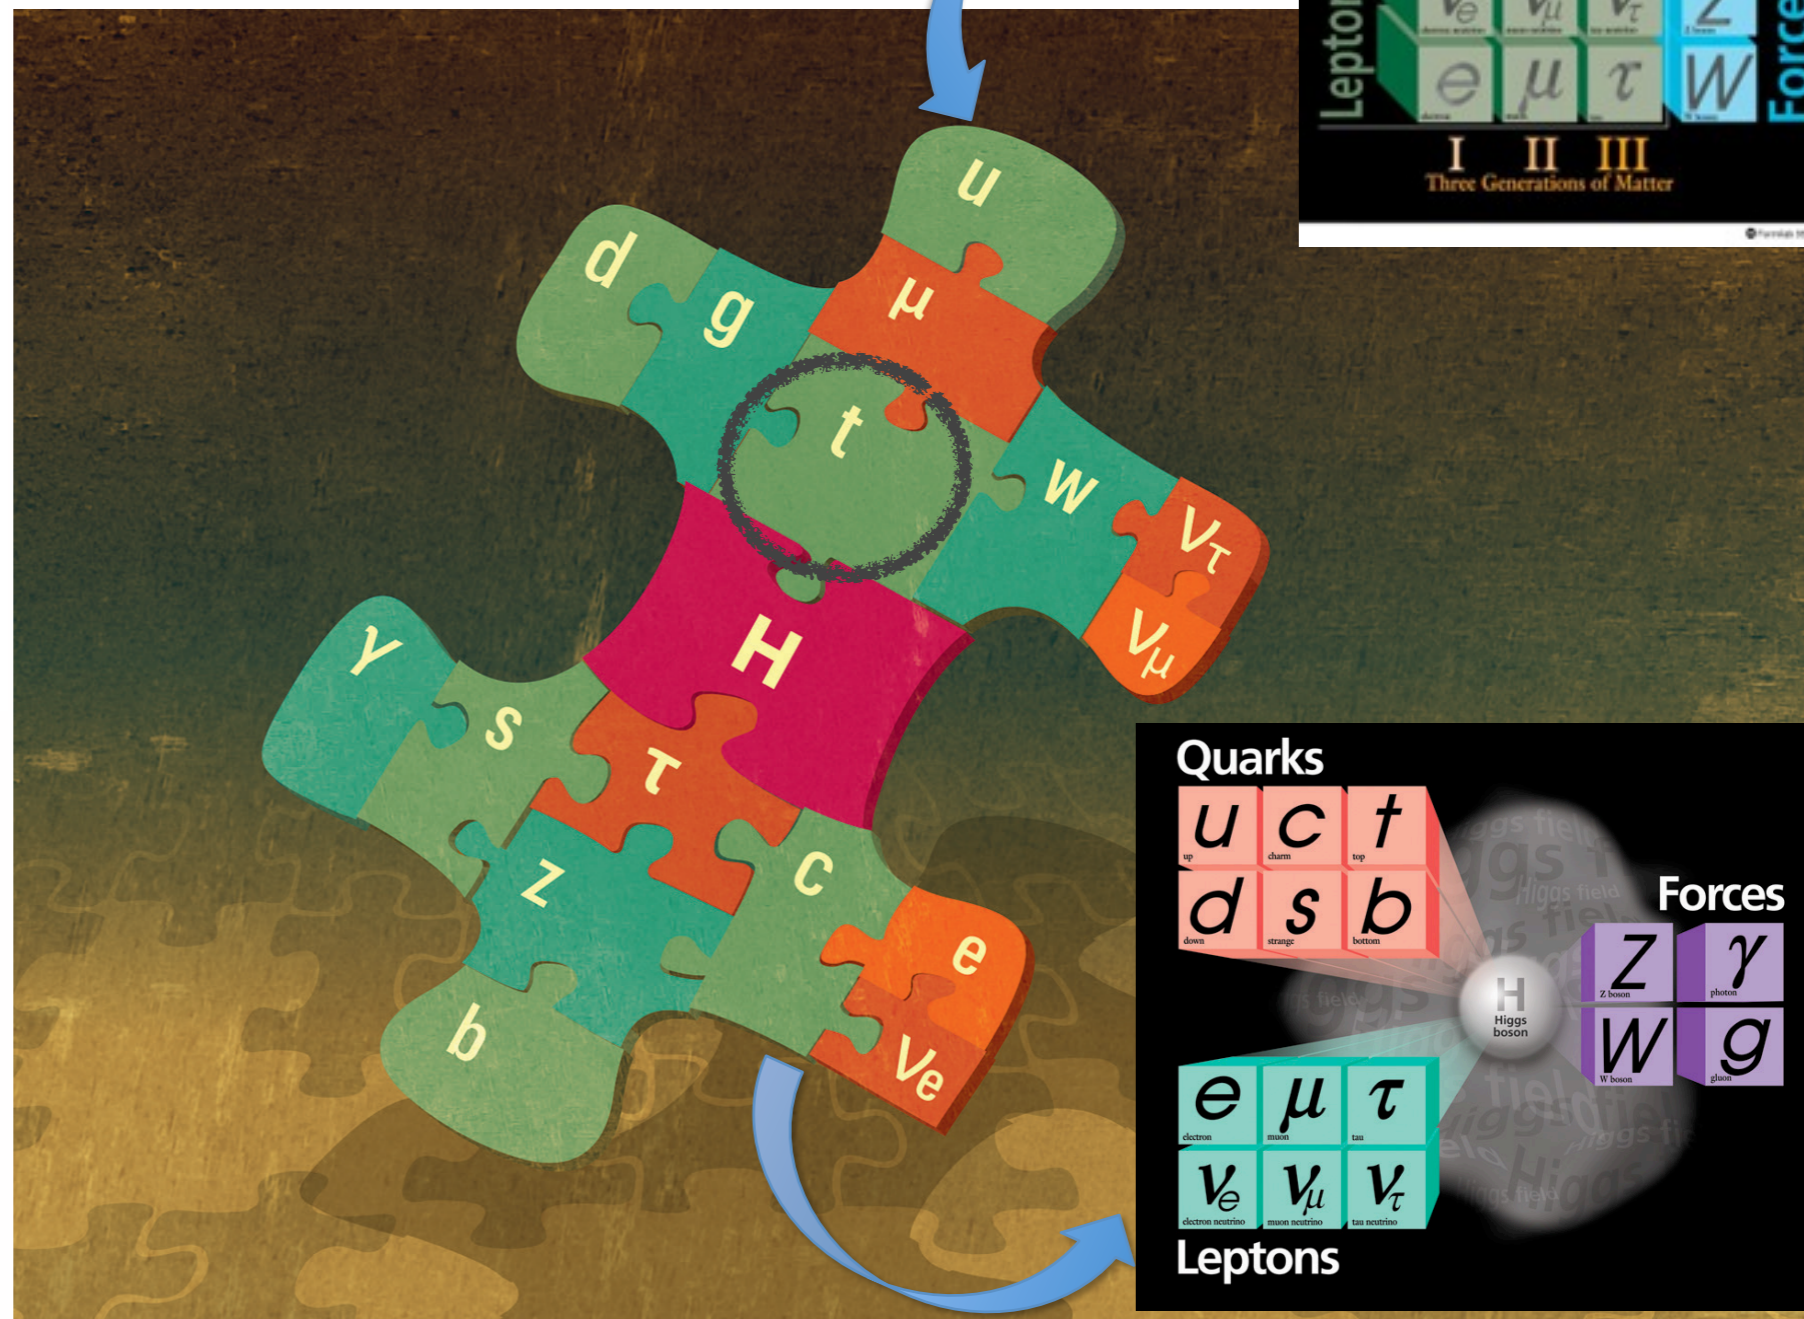 Lepton
νe νμ ντ Z
e μ τ W
Force
I II III
Three Generations of Matter
u
d
g
μ
t
W
ντ
νμ
H
γ
s
τ
Z
c
e
b
νe
Quarks
u c t
up charm top
d s b
down strange bottom
Forces
Z γ
Z boson photon
W g
W boson gluon
H
Higgs
boson
Higgs field
e μ τ
electron muon tau
νe νμ ντ
electron neutrino muon neutrino tau neutrino
Leptons